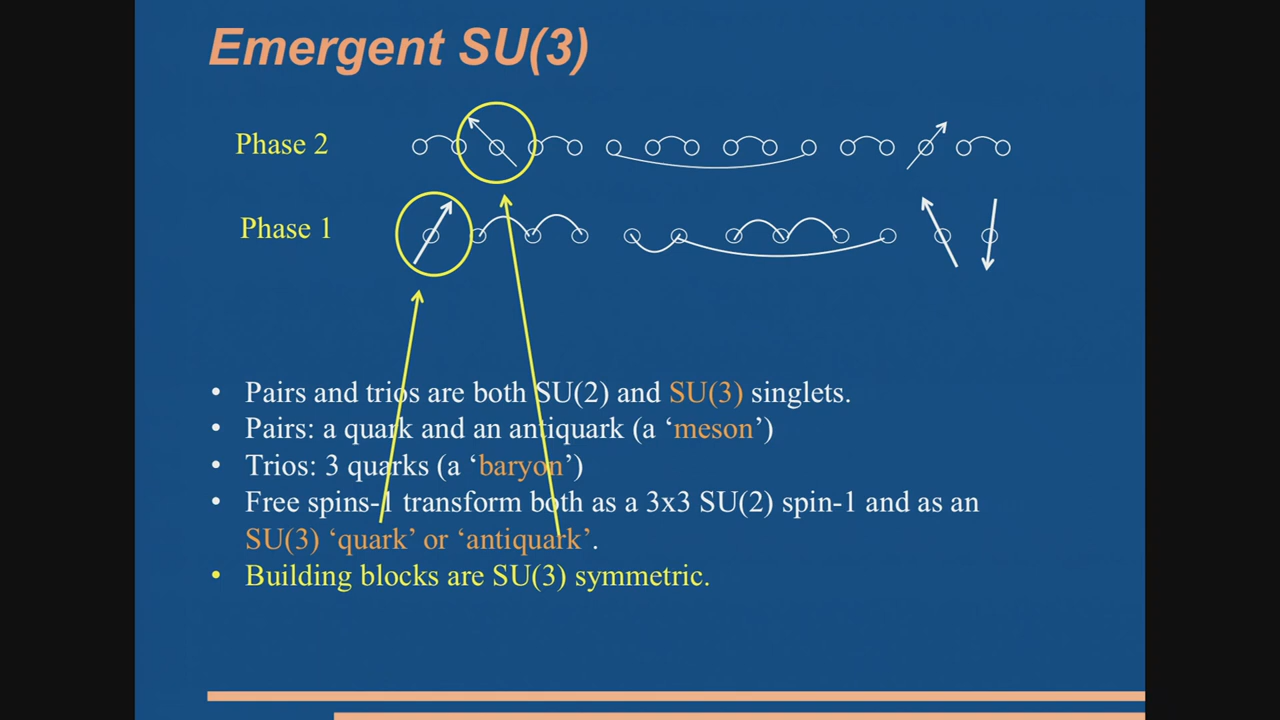 Emergent SU(3)
Phase 2
Phase 1
• Pairs and trios are both SU(2) and SU(3) singlets.
• Pairs: a quark and an antiquark (a ‘meson’)
• Trios: 3 quarks (a ‘baryon’)
• Free spins-1 transform both as a 3x3 SU(2) spin-1 and as an
SU(3) ‘quark’ or ‘antiquark’.
• Building blocks are SU(3) symmetric.